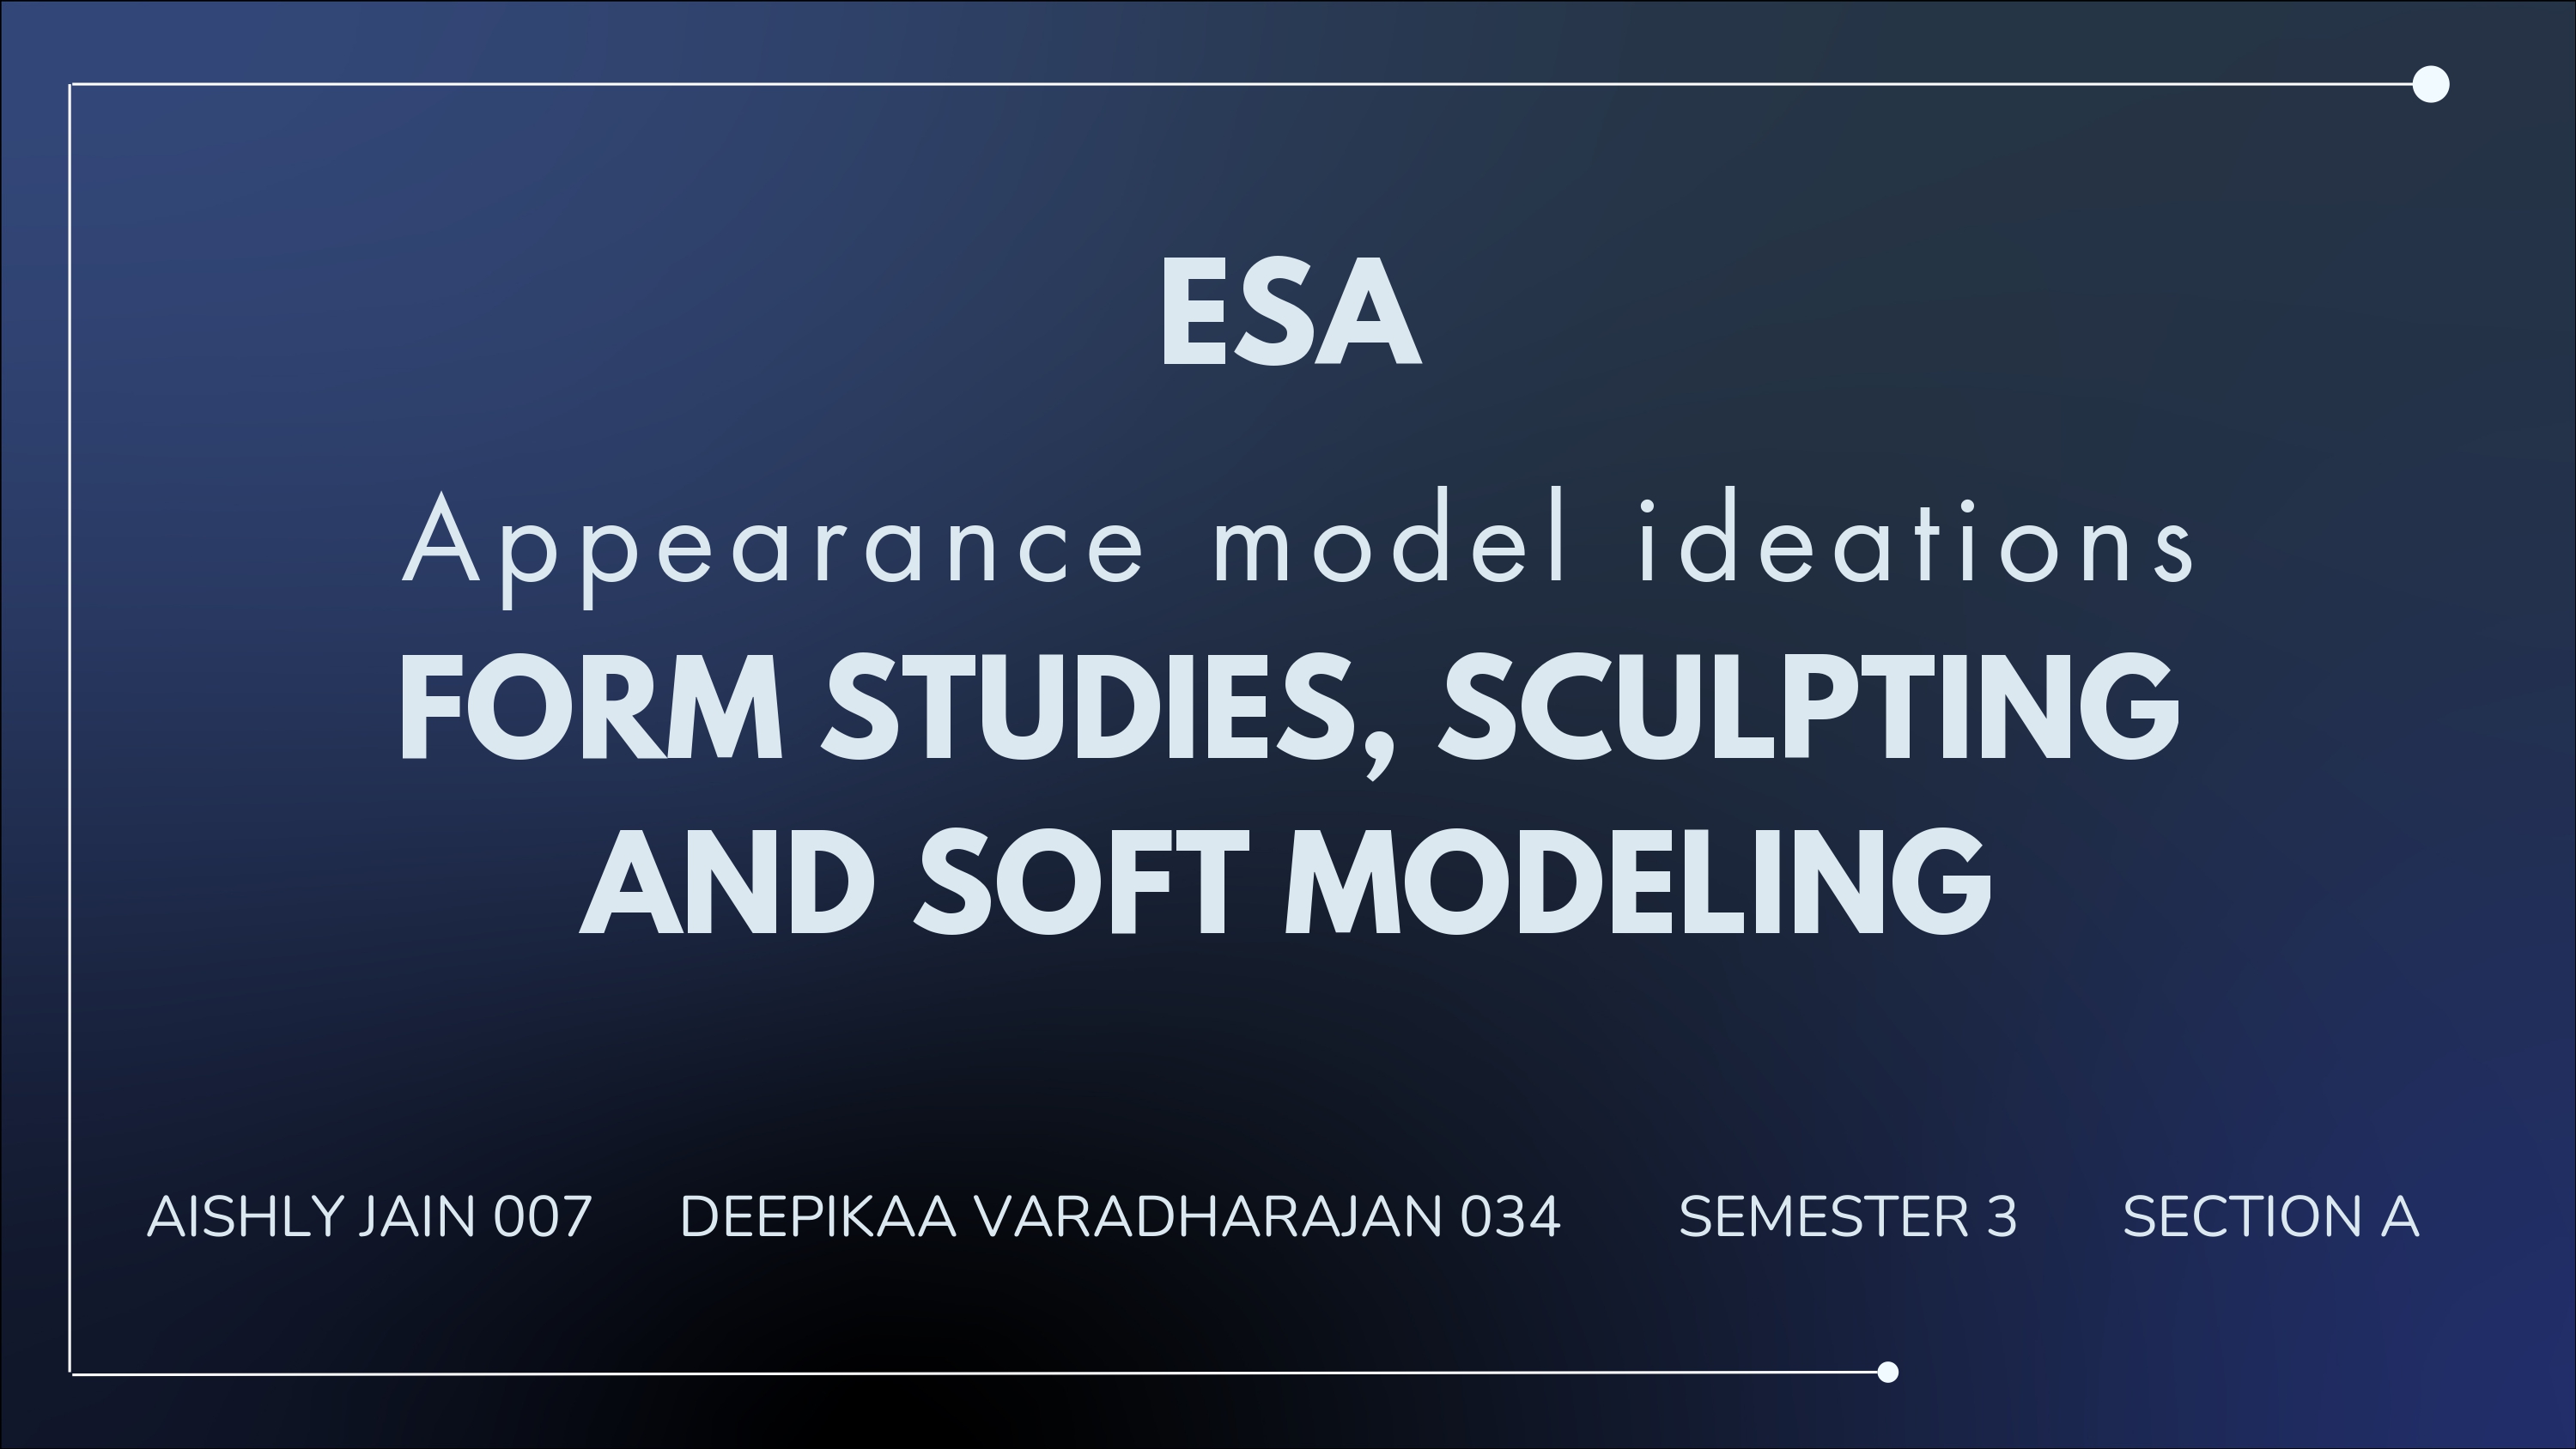 ESA
Appearance model ideations
FORM STUDIES, SCULPTING
AND SOFT MODELING
AISHLY JAIN 007 DEEPIKAA VARADHARAJAN 034 SEMESTER 3 SECTION A